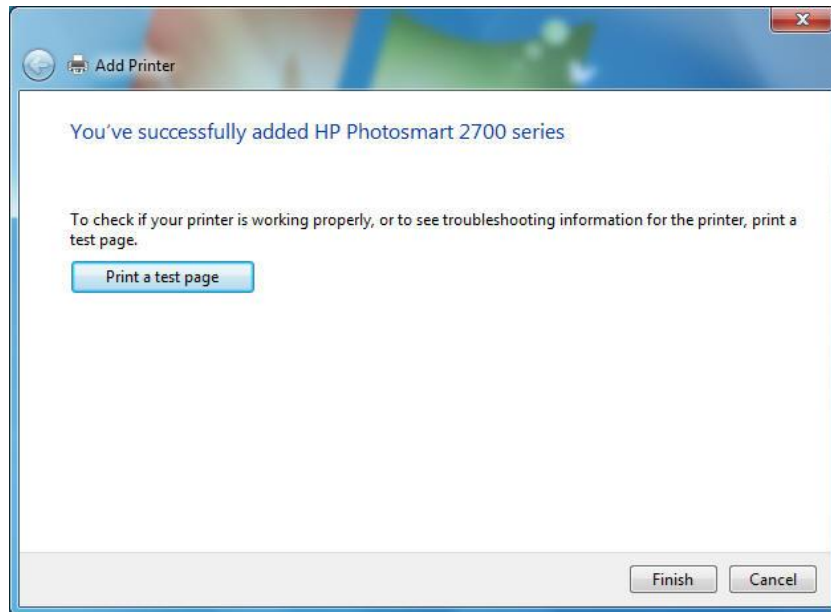 Add Printer
You've successfully added HP Photosmart 2700 series
To check if your printer is working properly, or to see troubleshooting information for the printer, print a
test page.
Print a test page
Finish Cancel